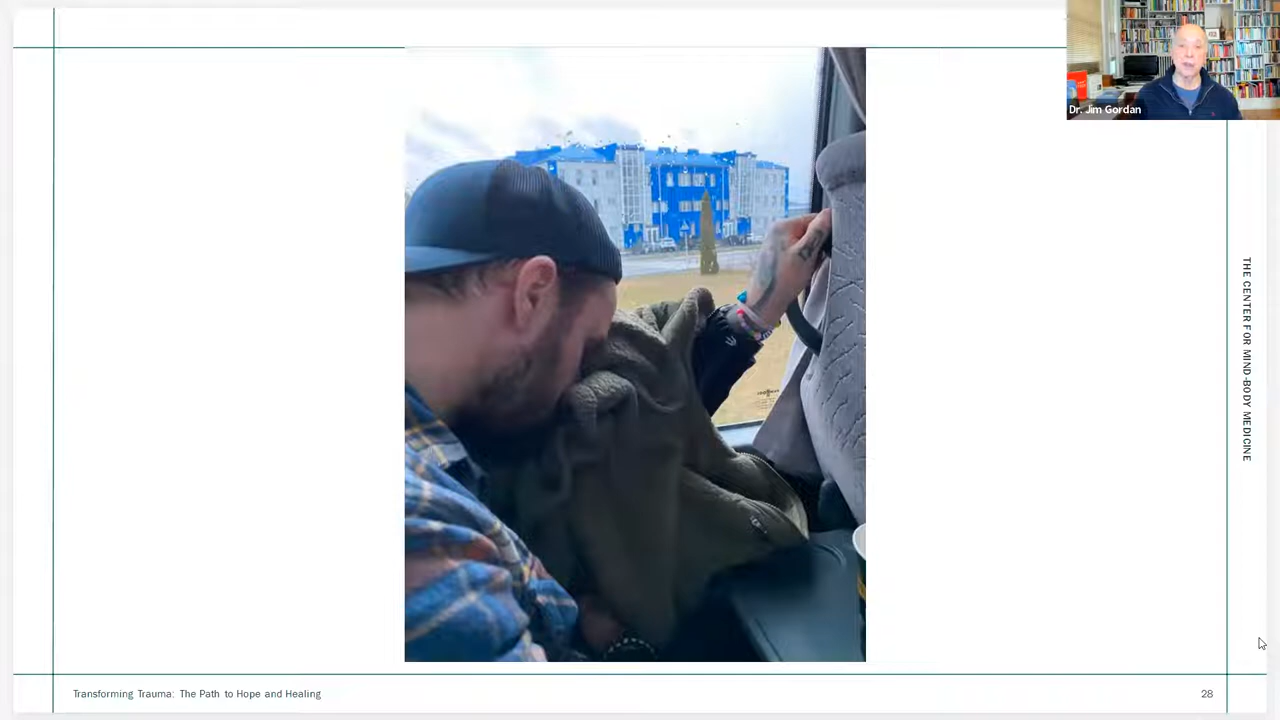 Dr. Jim Gordan
THE CENTER FOR MIND-BODY MEDICINE
Transforming Trauma: The Path to Hope and Healing
28